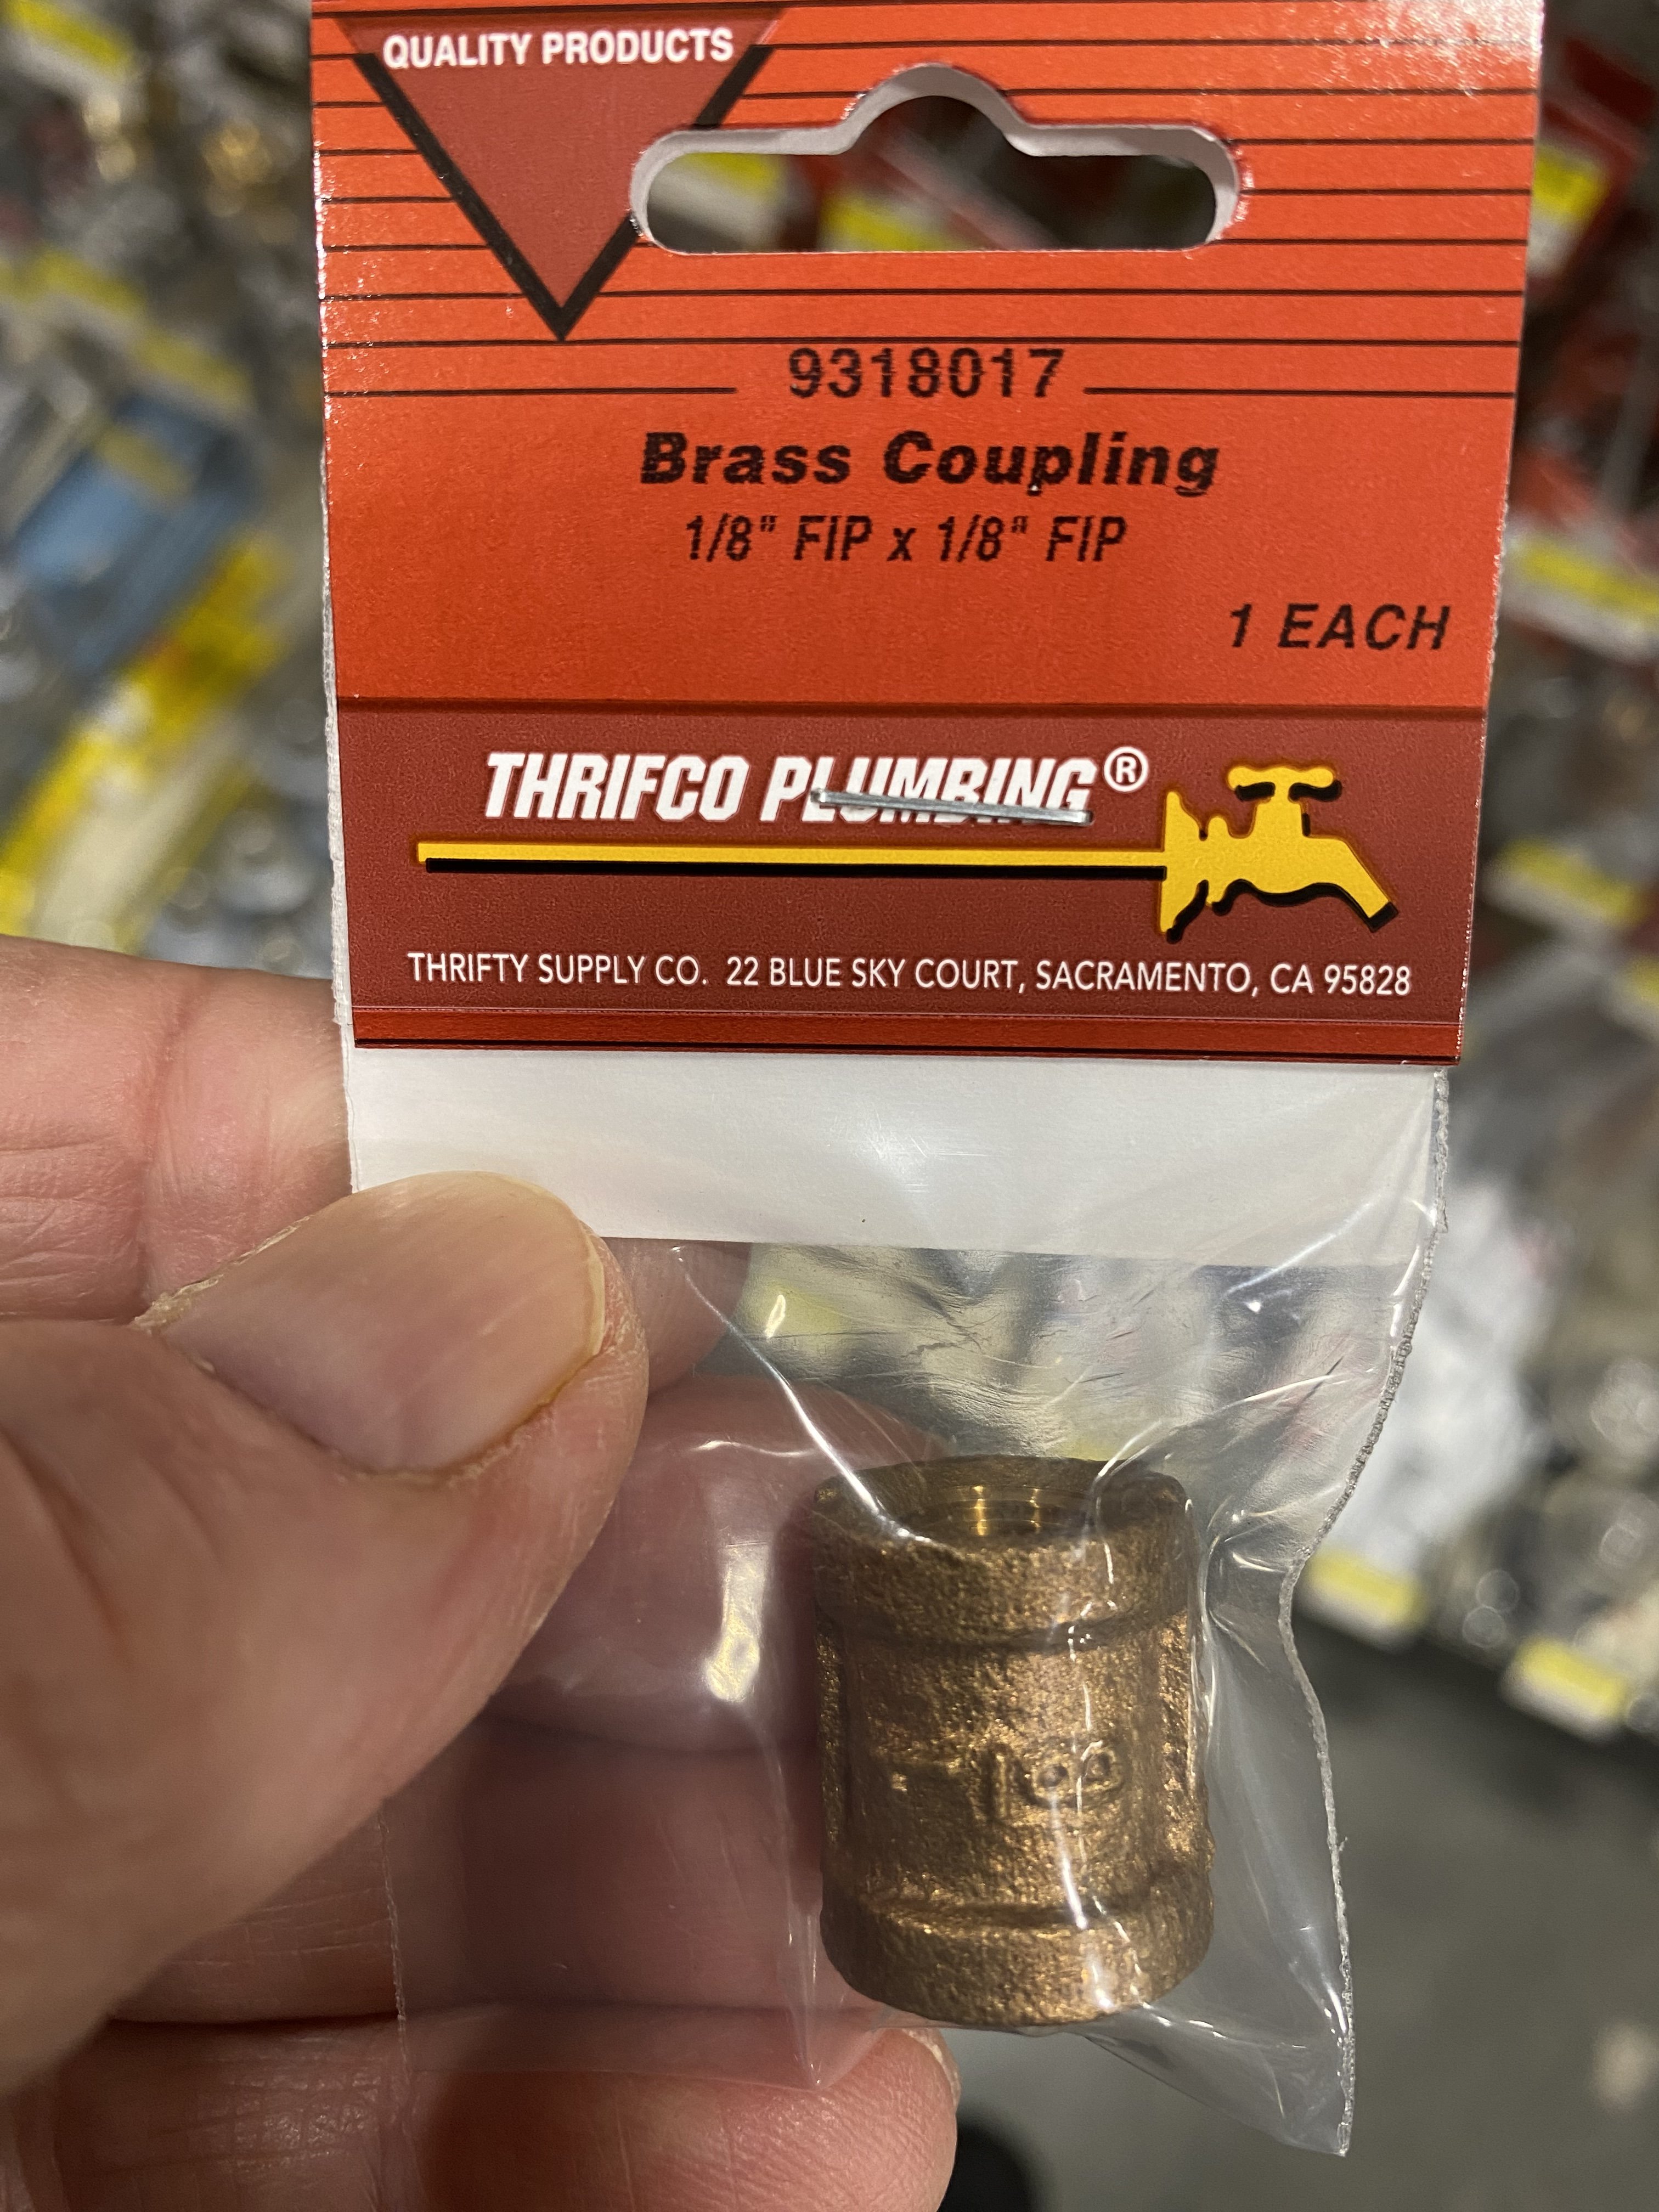 QUALITY PRODUCTS
9318017
Brass Coupling
1/8" FIP x 1/8" FIP
1 EACH
THRIFCO PLUMBING®
THRIFTY SUPPLY CO. 22 BLUE SKY COURT, SACRAMENTO, CA 95828